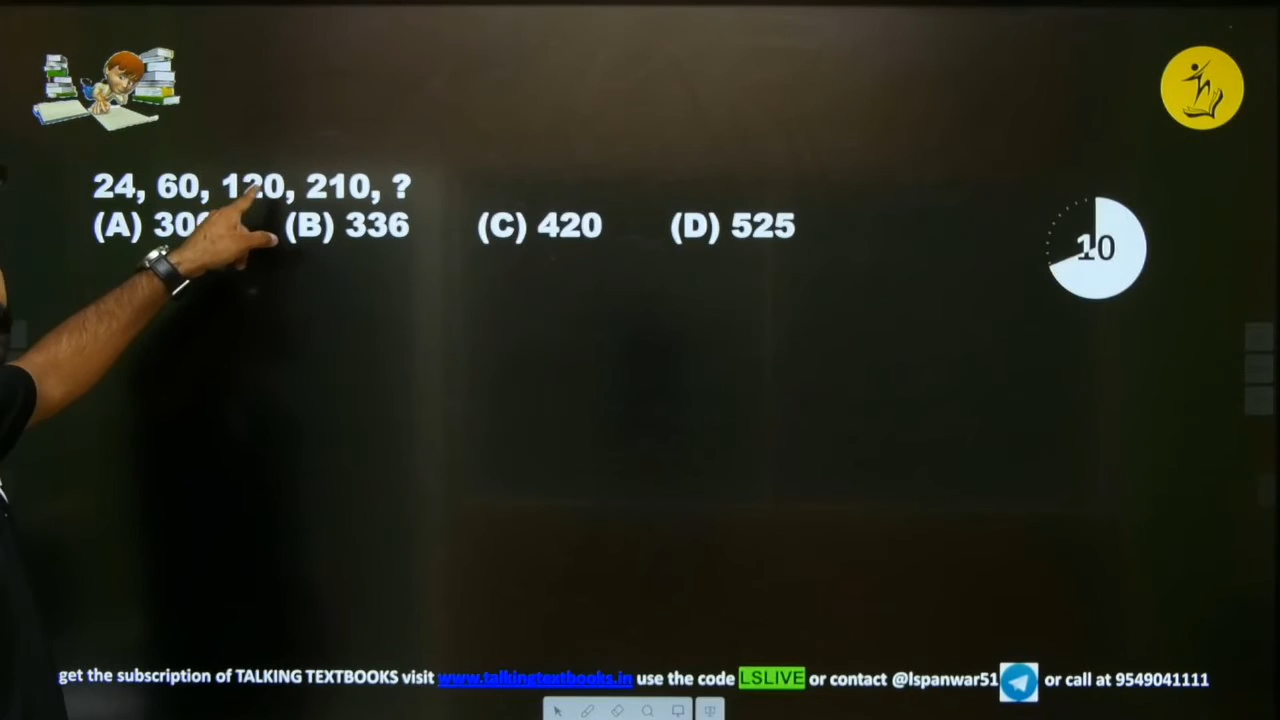 24, 60, 120, 210, ?
(A) 300 (B) 336 (C) 420 (D) 525
10
get the subscription of TALKING TEXTBOOKS visit www.talkingtextbooks.in use the code LSLIVE or contact @lspanwar51 or call at 9549041111